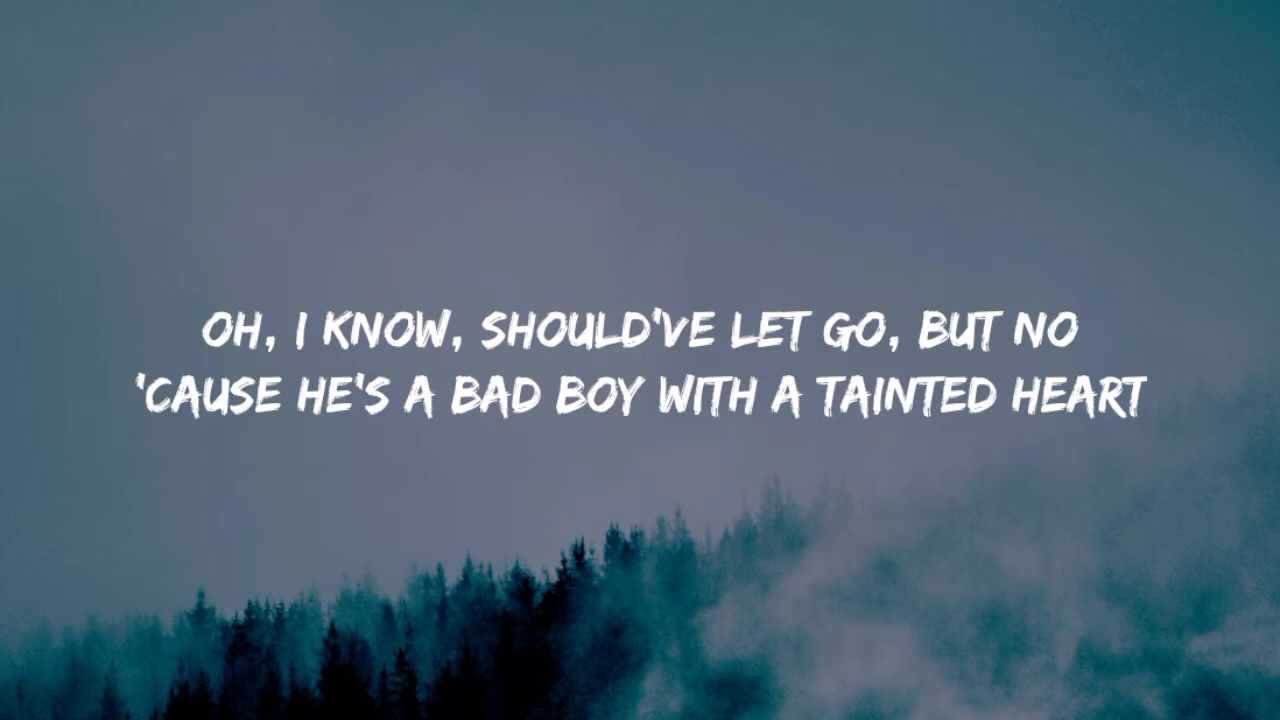 OH, I KNOW, SHOULD'VE LET GO, BUT NO
'CAUSE HE'S A BAD BOY WITH A TAINTED HEART